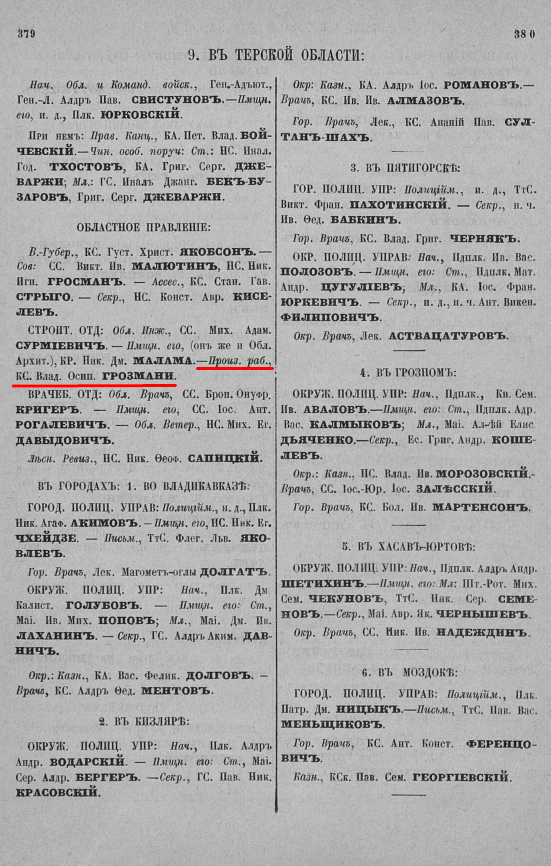 379
380
9. ВЪ ТЕРСКОЙ ОБЛАСТИ:
Нач. Обл. и Команд. войск., Ген.-Адъют.,
Ген.-Л. Алдръ Пав. СВИСТУНОВЪ.—Пмщн.
его, и. д., Плк. ЮРКОВСКІЙ.
При немъ: Прав. Канц., КА. Пет. Влад. БОЙ-
ЧЕВСКІЙ.—Чин. особ. поруч: Ст.: НС. Инал.
Год. ТХОСТОВЪ, КА. Григ. Серг. ДЖЕ-
ВАРЖИ; Мл.: ГС. Иналъ Джанг. БЕКЪ-БУ-
ЗАРОВЪ, Григ. Серг. ДЖЕВАРЖИ.
ОБЛАСТНОЕ ПРАВЛЕНІЕ:
В.-Губер., КС. Густ. Христ. ЯКОБСОНЪ.—
Сов: СС. Викт. Ив. МАЛЮТИНЪ, НС. Ник.
Игн. ГРОСМАНЪ. — Ассес., КС. Стан. Гав.
СТРЫГО. — Секр., НС. Конст. Авр. КИСЕ-
ЛЕВЪ.
СТРОИТ. ОТД: Обл. Инж., СС. Мих. Адам.
СУРМІЕВИЧЪ. — Пмщн. его, (онъ же и Обл.
Архит.), КР. Ник. Дм. МАЛАМА.—Произ. раб.,
КС. Влад. Осип. ГРОЗМАНИ.
ВРАЧЕБ. ОТД: Обл. Врачъ, СС. Брон. Онуфр.
КРИГЕРЪ. — Пмщн. его, СС. Іос. Ант.
РОГАЛЕВИЧЪ. — Обл. Ветер., НС. Мих. Ег.
ДАВЫДОВИЧЪ.
Лѣсн. Ревиз., НС. Ник. Ѳеоф. САПИЦКІЙ.
ВЪ ГОРОДАХЪ: 1. ВО ВЛАДИКАВКАЗѢ:
ГОРОД. ПОЛИЦ. УПРАВ: Полиційм., и. д., Плк.
Ник. Агаф. АКИМОВЪ. — Пмщн. его, НС. Ник. Ег.
ЧХЕЙДЗЕ. — Письм., ТтС. Флег. Льв. ЯКО-
ВЛЕВЪ.
Гор. Врачъ, Лек. Магометъ-оглы ДОЛГАТЪ.
ОКРУЖ. ПОЛИЦ. УПР: Нач., Плк. Дм
Калист. ГОЛУБОВЪ. — Пмщн. его: Ст.,
Маі. Ив. Мих. ПОПОВЪ; Мл., Маі. Дм. Ив.
ЛАХАНИНЪ. — Секр., ГС. Алдръ Аким. ДАВ-
НИЧЪ.
Окр.: Казн., КА. Вас. Фелик. ДОЛГОВЪ. —
Врачъ, КС. Алдръ Ѳед. МЕНТОВЪ.
2. ВЪ КИЗЛЯРѢ:
ОКРУЖ. ПОЛИЦ. УПР: Нач., Плк. Алдръ
Андр. ВОДАРСКІЙ. — Пмщн. его: Ст., Маі.
Сер. Алдр. БЕРГЕРЪ. — Секр., ГС. Пав. Ник.
КРАСОВСКІЙ.
Окр: Казн., КА. Алдръ Іос. РОМАНОВЪ.—
Врачъ, КС. Ив. Ив. АЛМАЗОВЪ.
Гор. Врачъ, Лек., КС. Ананій Пав. СУЛ-
ТАНЪ-ШАХЪ.
3. ВЪ ПЯТИГОРСКѢ:
ГОР. ПОЛИЦ. УПР: Полиційм., и. д., ТтС.
Викт. Фран. ПАХОТИНСКІЙ. — Секр., н. ч.
Ив. Ѳед. БАБКИНЪ.
Гор. Врачъ, КС. Влад. Григ. ЧЕРНЯКЪ.
ОКР. ПОЛИЦ. УПРАВ: Нач., Пдплк. Ив. Вас.
ПОЛОЗОВЪ. — Пмщн. его: Ст., Пдплк. Мат.
Андр. ЦУГУЛІЕВЪ; Мл., КА. Іг. Фран.
ЮРКЕВИЧЪ. — Секр., и. д., н. ч. Ант. Викен.
ФИЛИПОВИЧЪ.
Окр. Врачъ, Лек. АСТВАЦАТУРОВЪ.
4. ВЪ ГРОЗНОМЪ:
ОКРУЖ. ПОЛИЦ. УПР: Нач., Пдплк., Кн. Сем.
Ив. АВАЛОВЪ.—Пмщн. его: Ст., Пдплк. Адр.
Вас. КАЛМЫКОВЪ; Мл., Маі. Ал-ѣй Елис.
ДЬЯЧЕНКО.—Секр., Ес. Григ. Андр. КОШЕ-
ЛЕВЪ.
Окр.: Казн., НС. Влад. Ив. МОРОЗОВСКІЙ.-
Врачъ, СС. Іос.-Юр. Іос. ЗАЛѢССКІЙ.
Гор. Врачъ, КС. Бол. Ив. МАРТЕНСОНЪ.
5. ВЪ ХАСАВЪ-ЮРТОВѢ:
ОКРУЖ. ПОЛИЦ. УПР: Нач., Пдплк. Алдръ Андр.
ШЕТИХИНЪ.—Пмщн. его: Мл: Шт.-Рот. Мих.
Сем. ЧЕКУНОВЪ, ТтС. Ник. Сер. СЕМЕ-
НОВЪ.—Секр., Маі. Авр. Як. ЧЕРНЫШЕВЪ.
Окр. Врачъ, СС. Ник. Ив. НАДЕЖДИНЪ.
6. ВЪ МОЗДОКѢ:
ГОРОД. ПОЛИЦ. УПРАВ: Полиційм., Плк.
Патр. Дм. НИЦЫКЪ.—Письм., ТтС. Пав. Вас.
МЕНЬЩИКОВЪ.
Гор. Врачъ, КС. Ант. Конст. ФЕРЕНЦО-
ВИЧЪ.
Казн., КСк. Пав. Сем. ГЕОРГІЕВСКІЙ.